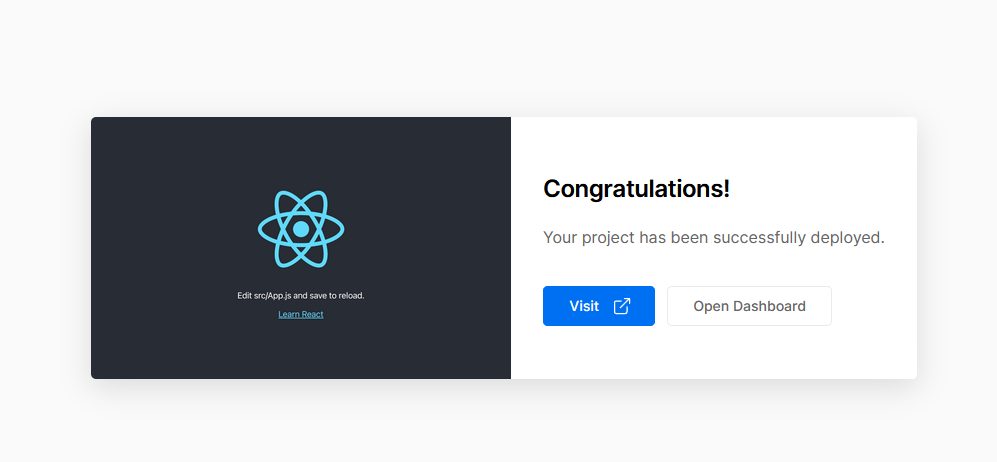 Edit src/App.js and save to reload.
Learn React
Congratulations!
Your project has been successfully deployed.
Visit
Open Dashboard